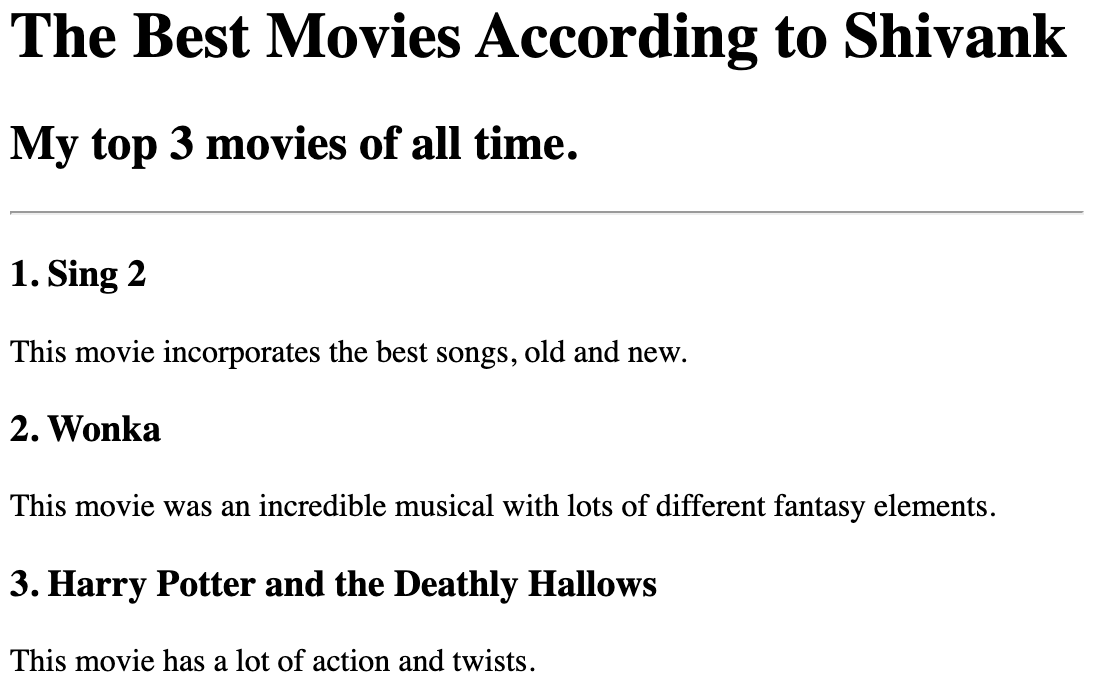 The Best Movies According to Shivank
My top 3 movies of all time.
1. Sing 2
This movie incorporates the best songs, old and new.
2. Wonka
This movie was an incredible musical with lots of different fantasy elements.
3. Harry Potter and the Deathly Hallows
This movie has a lot of action and twists.